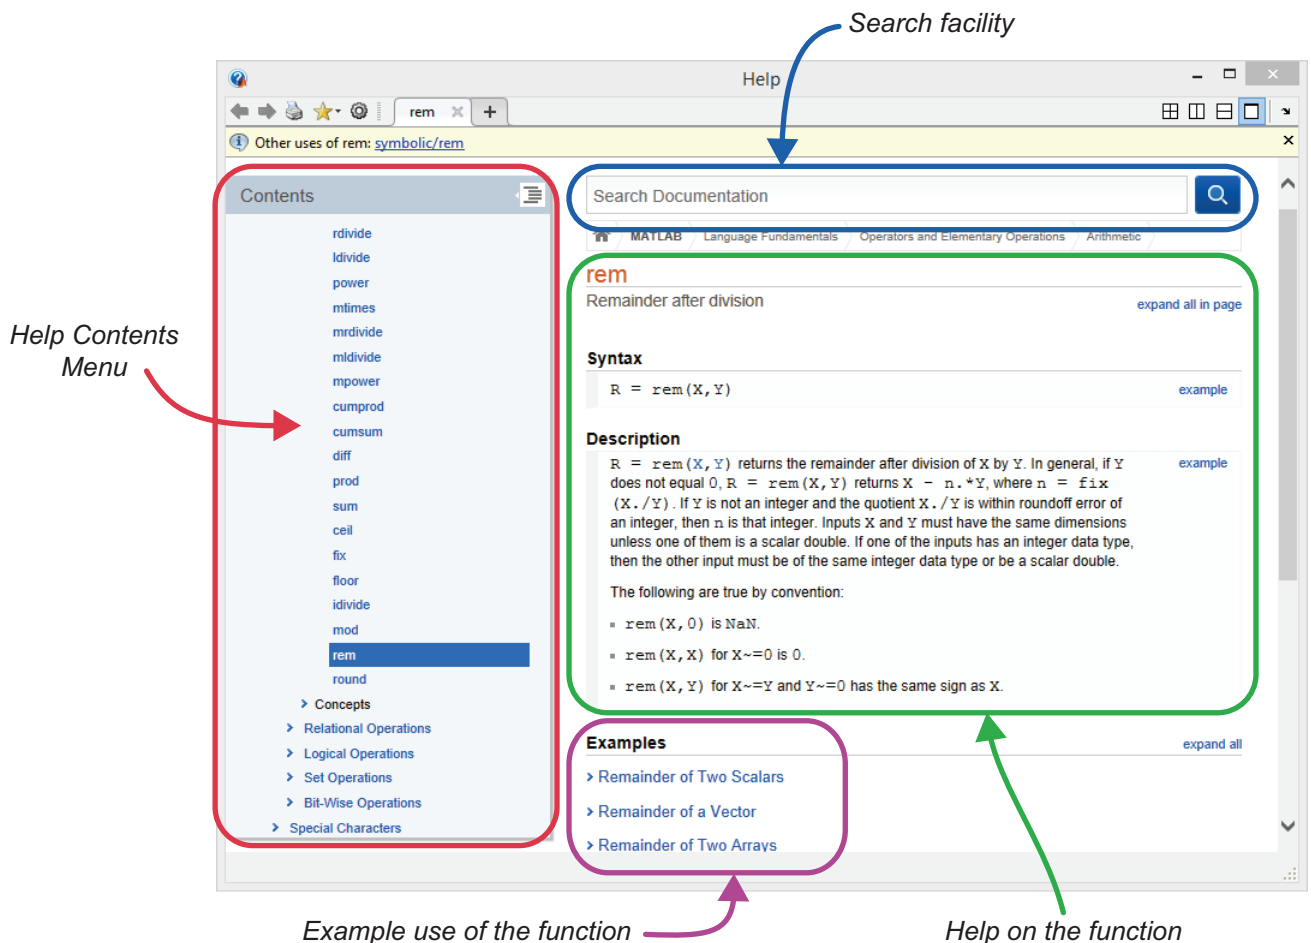 Search facility
Help
rem
+
Other uses of rem: symbolic/rem
Contents
rdivide
ldivide
power
mtimes
mrdivide
mldivide
mpower
cumprod
cumsum
diff
prod
sum
ceil
fix
floor
idivide
mod
rem
round
Concepts
Relational Operations
Logical Operations
Set Operations
Bit-Wise Operations
Special Characters
Help Contents
Menu
Search Documentation
MATLAB Language Fundamentals Operators and Elementary Operations Arithmetic
rem
Remainder after division
expand all in page
Syntax
R = rem(X,Y) example
Description
R = rem(X,Y) returns the remainder after division of X by Y. In general, if Y example
does not equal 0, R = rem(X,Y) returns X - n.*Y, where n = fix
(X./Y). If Y is not an integer and the quotient X./Y is within roundoff error of
an integer, then n is that integer. Inputs X and Y must have the same dimensions
unless one of them is a scalar double. If one of the inputs has an integer data type,
then the other input must be of the same integer data type or be a scalar double.
The following are true by convention:
▪ rem(X,0) is NaN.
▪ rem(X,X) for X~=0 is 0.
▪ rem(X,Y) for X~=Y and Y~=0 has the same sign as X.
Examples expand all
Remainder of Two Scalars
Remainder of a Vector
Remainder of Two Arrays
Example use of the function
Help on the function